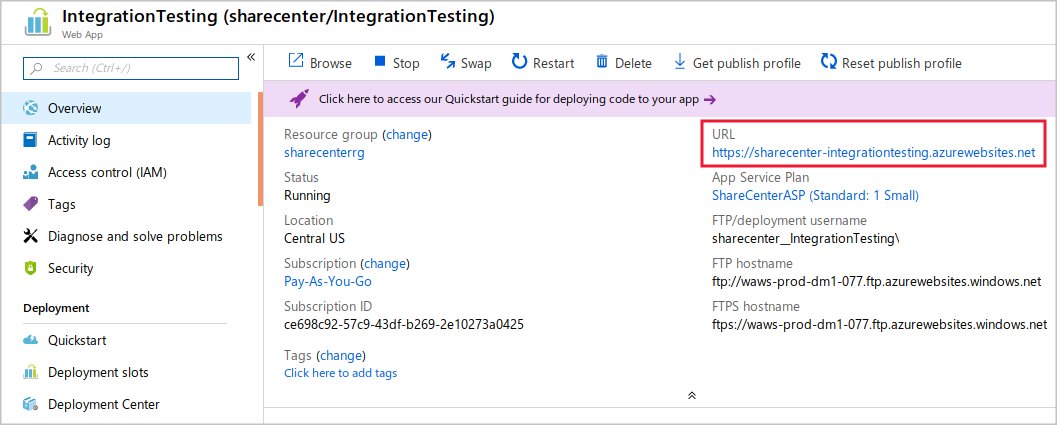 IntegrationTesting (sharecenter/IntegrationTesting)
Web App
Search (Ctrl+/)
Overview
Activity log
Access control (IAM)
Tags
Diagnose and solve problems
Security
Deployment
Quickstart
Deployment slots
Deployment Center
Browse Stop Swap Restart Delete Get publish profile Reset publish profile
Click here to access our Quickstart guide for deploying code to your app →
Resource group (change)
sharecenterrg
Status
Running
Location
Central US
Subscription (change)
Pay-As-You-Go
Subscription ID
ce698c92-57c9-43df-b269-2e10273a0425
Tags (change)
Click here to add tags
URL
https://sharecenter-integrationtesting.azurewebsites.net
App Service Plan
ShareCenterASP (Standard: 1 Small)
FTP/deployment username
sharecenter__IntegrationTesting\
FTP hostname
ftp://waws-prod-dm1-077.ftp.azurewebsites.windows.net
FTPS hostname
ftps://waws-prod-dm1-077.ftp.azurewebsites.windows.net